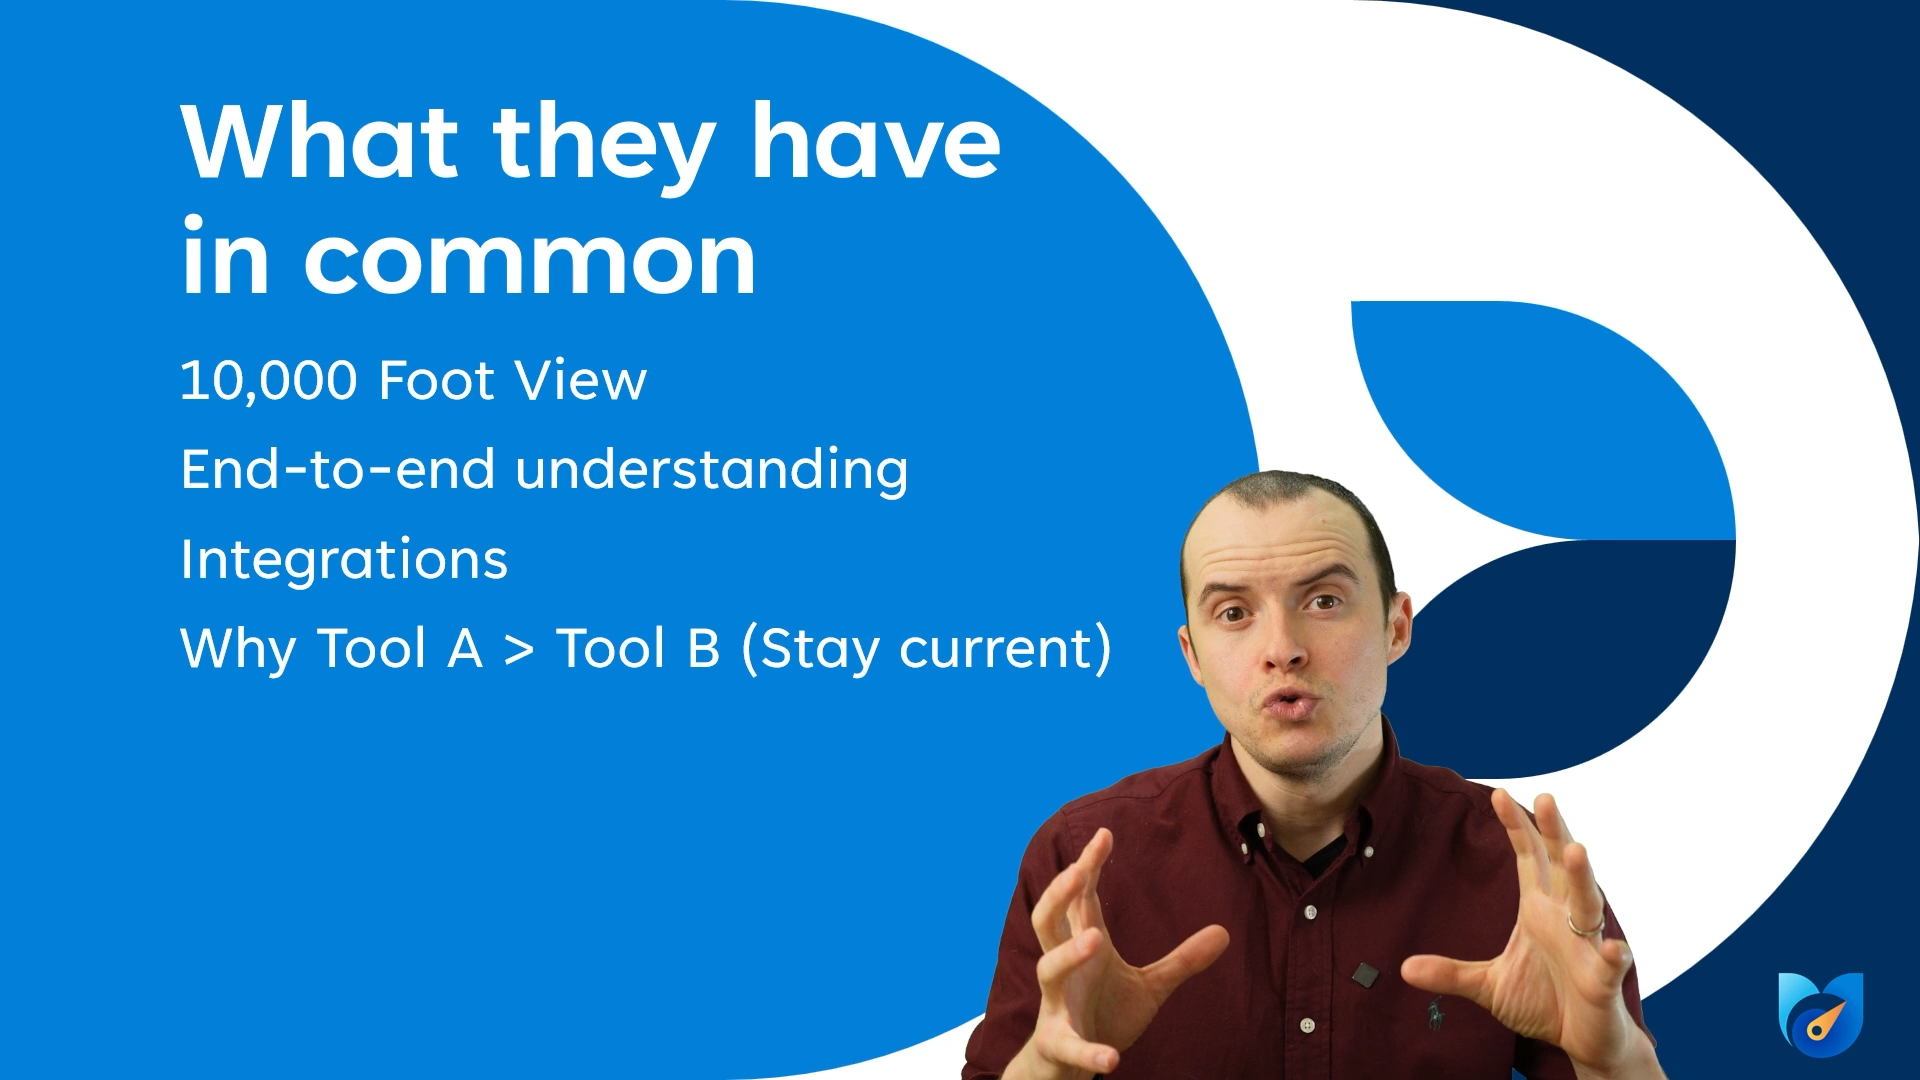 What they have
in common
10,000 Foot View
End-to-end understanding
Integrations
Why Tool A > Tool B (Stay current)